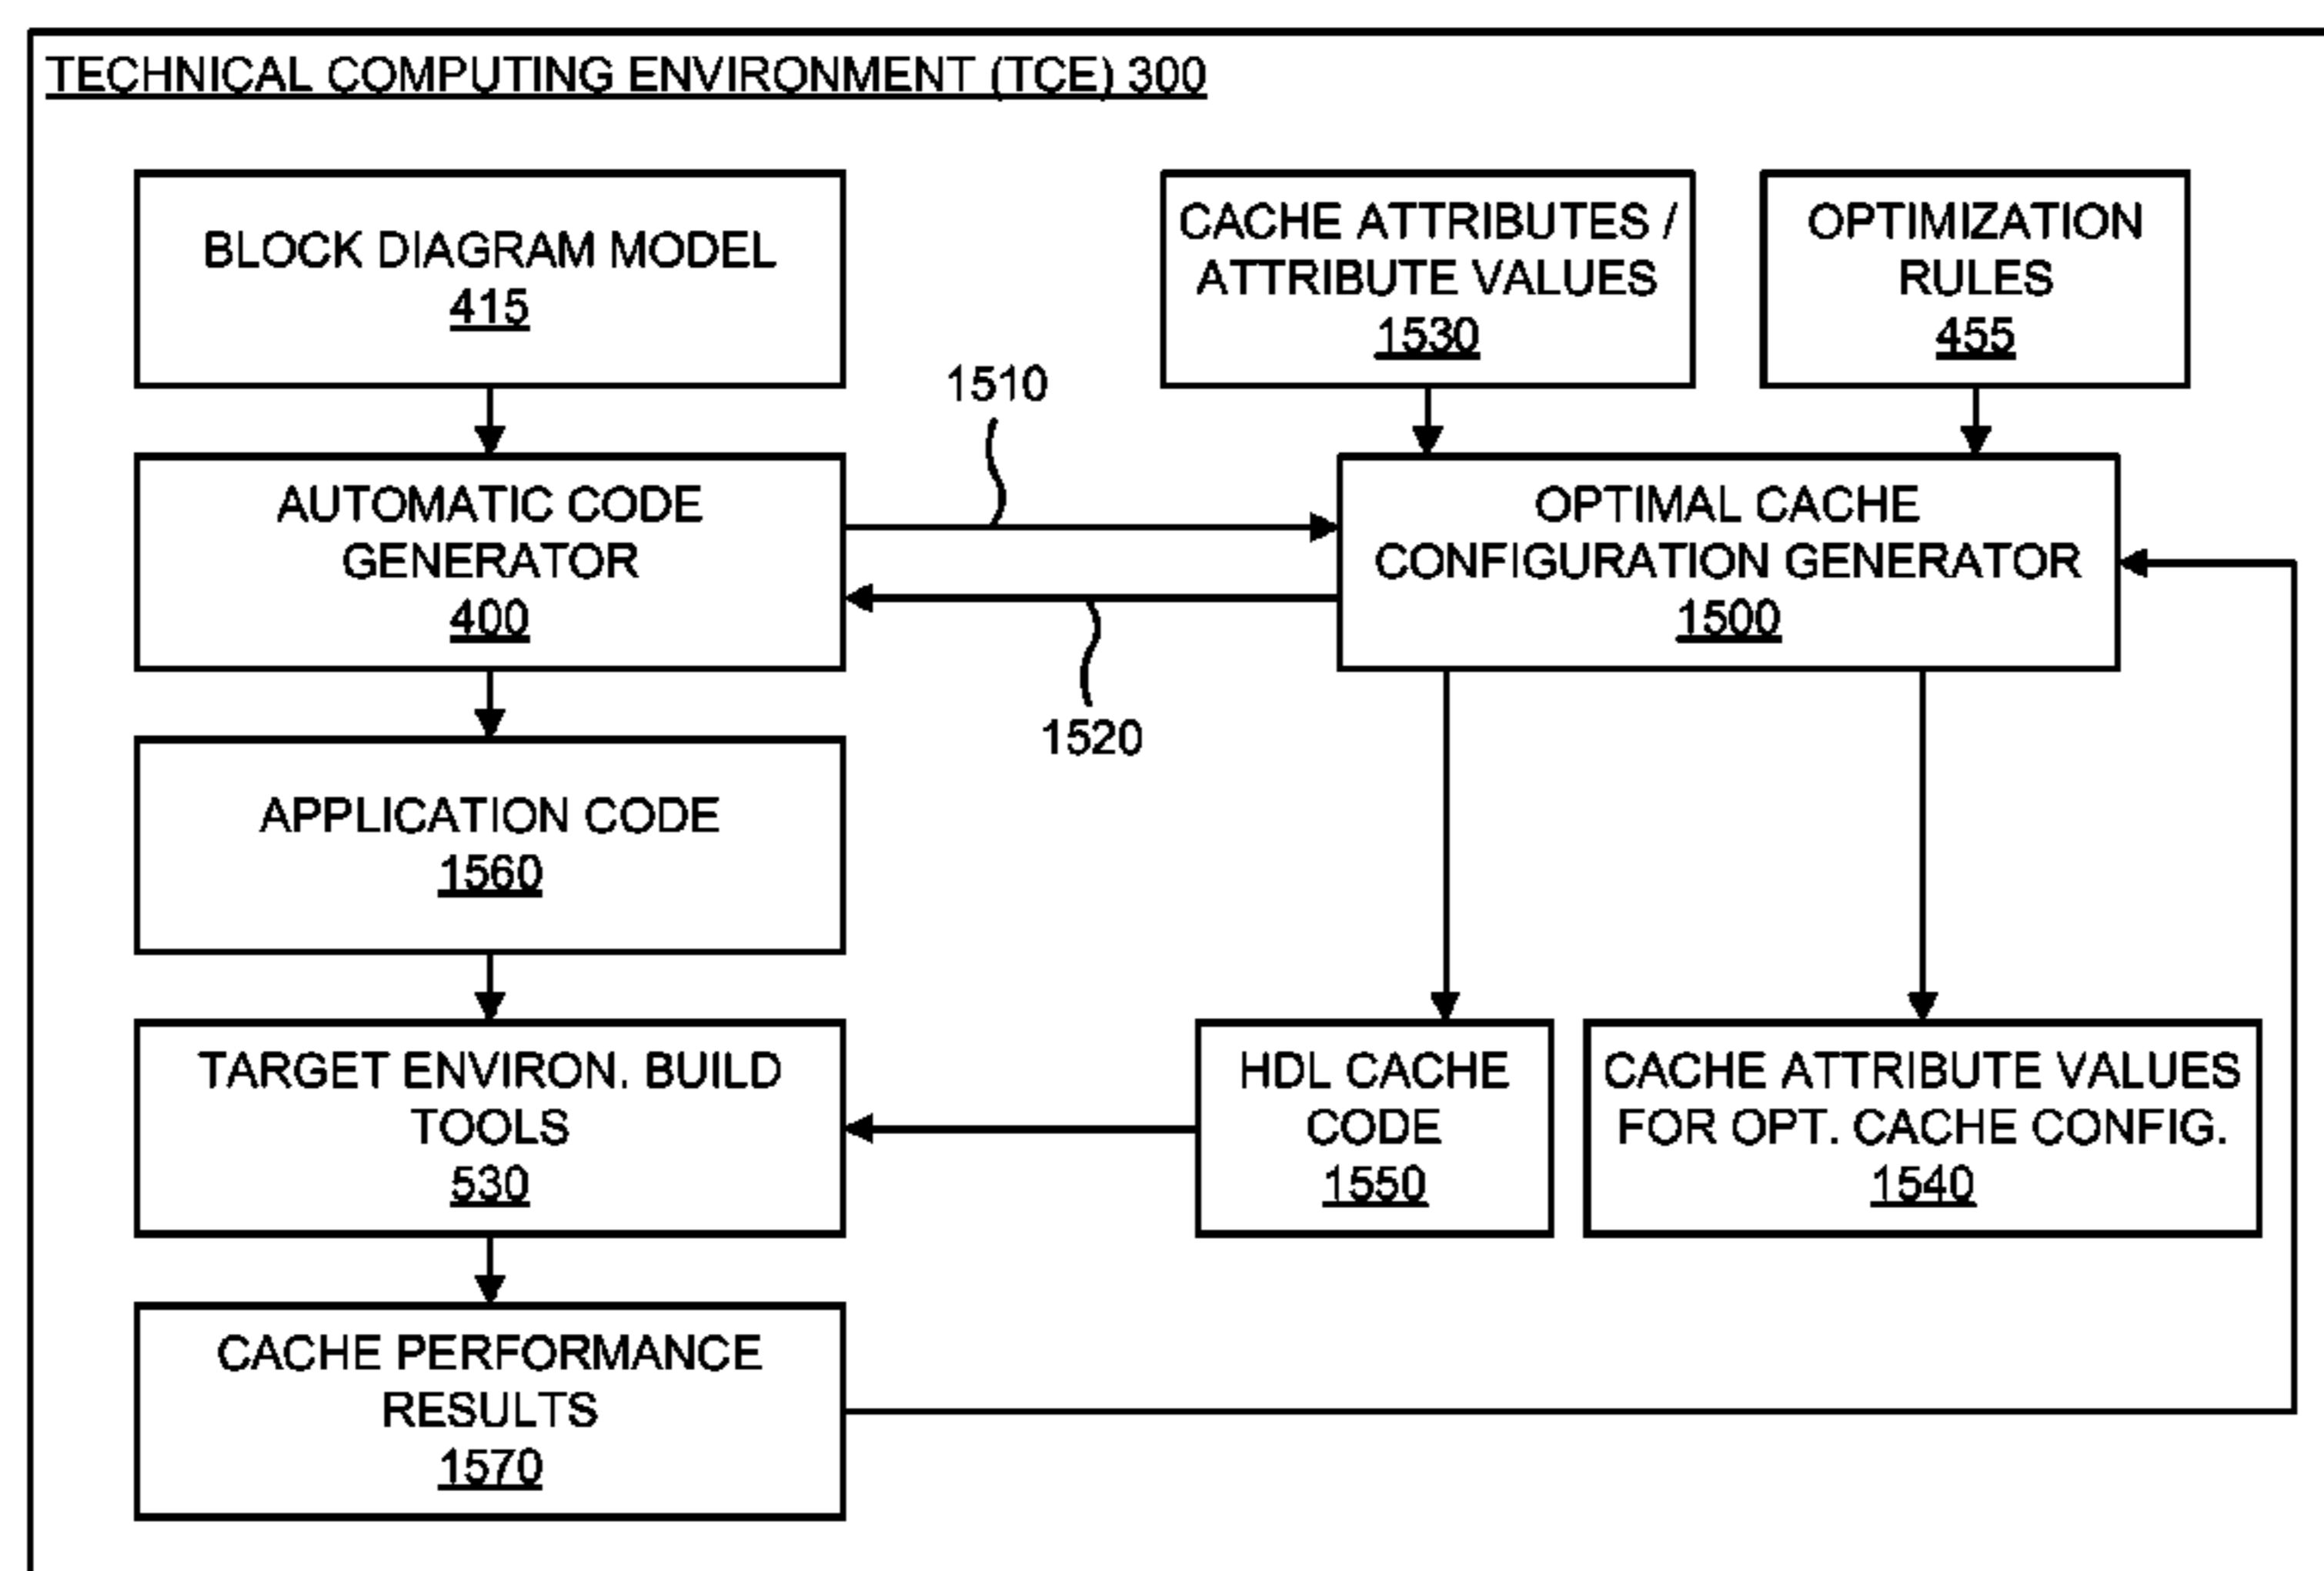 TECHNICAL COMPUTING ENVIRONMENT (TCE) 300
BLOCK DIAGRAM MODEL
415
CACHE ATTRIBUTES /
ATTRIBUTE VALUES
1530
OPTIMIZATION
RULES
455
1510
AUTOMATIC CODE
GENERATOR
400
OPTIMAL CACHE
CONFIGURATION GENERATOR
1500
1520
APPLICATION CODE
1560
TARGET ENVIRON. BUILD
TOOLS
530
HDL CACHE
CODE
1550
CACHE ATTRIBUTE VALUES
FOR OPT. CACHE CONFIG.
1540
CACHE PERFORMANCE
RESULTS
1570